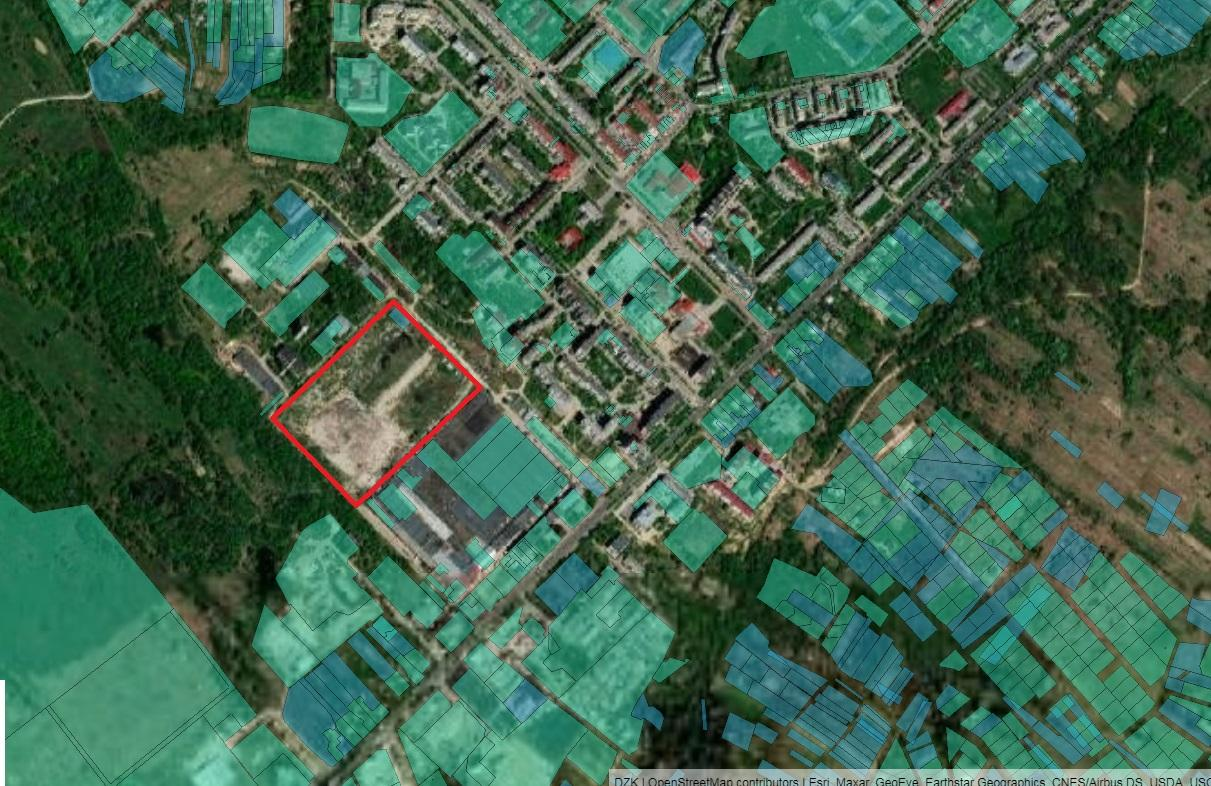 DZK | OpenStreetMap contributors | Esri, Maxar, GeoEye, Earthstar Geographics, CNES/Airbus DS, USDA, USG